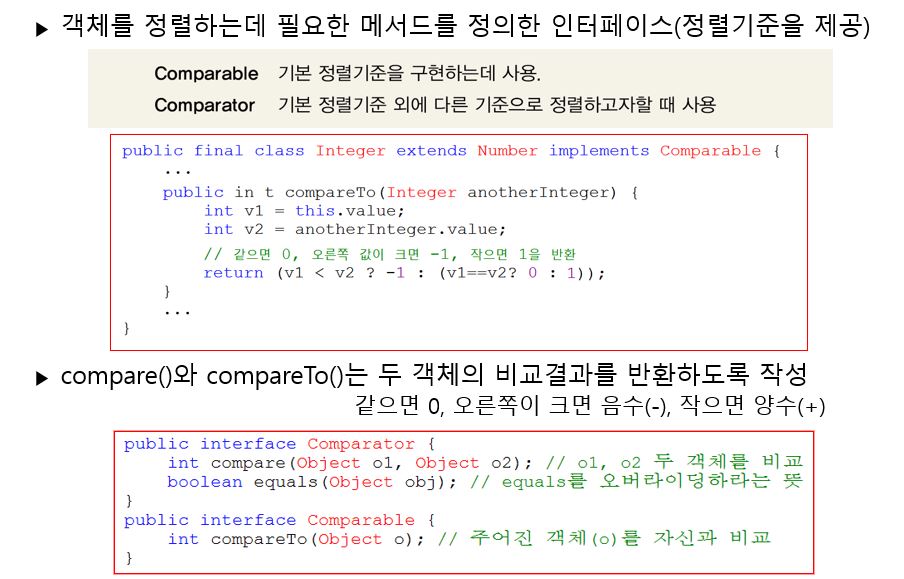 ▶ 객체를 정렬하는데 필요한 메서드를 정의한 인터페이스(정렬기준을 제공)
Comparable 기본 정렬기준을 구현하는데 사용.
Comparator 기본 정렬기준 외에 다른 기준으로 정렬하고자할 때 사용
public final class Integer extends Number implements Comparable {
...
public in t compareTo(Integer anotherInteger) {
int v1 = this.value;
int v2 = anotherInteger.value;
// 같으면 0, 오른쪽 값이 크면 -1, 작으면 1을 반환
return (v1 < v2 ? -1 : (v1==v2? 0 : 1));
}
...
}
▶ compare()와 compareTo()는 두 객체의 비교결과를 반환하도록 작성
같으면 0, 오른쪽이 크면 음수(-), 작으면 양수(+)
public interface Comparator {
int compare(Object o1, Object o2); // o1, o2 두 객체를 비교
boolean equals(Object obj); // equals를 오버라이딩하라는 뜻
}
public interface Comparable {
int compareTo(Object o); // 주어진 객체(o)를 자신과 비교
}